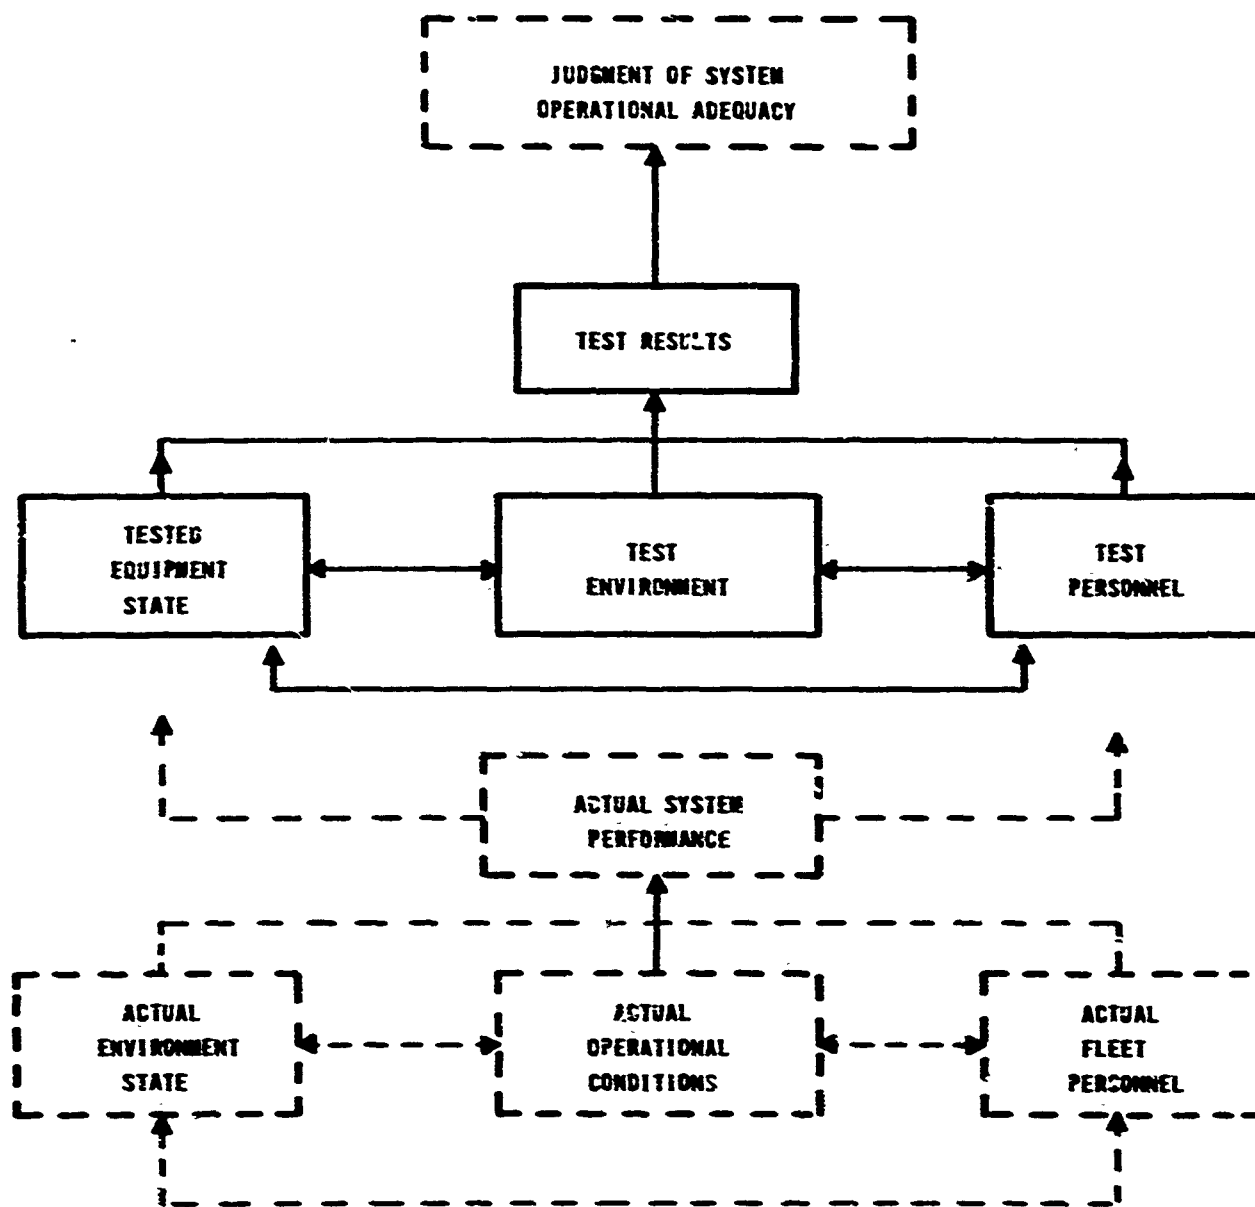 JUDGMENT OF SYSTEM
OPERATIONAL ADEQUACY
TEST RESULTS
TESTED
EQUIPMENT
STATE
TEST
ENVIRONMENT
TEST
PERSONNEL
ACTUAL SYSTEM
PERFORMANCE
ACTUAL
ENVIRONMENT
STATE
ACTUAL
OPERATIONAL
CONDITIONS
ACTUAL
FLEET
PERSONNEL